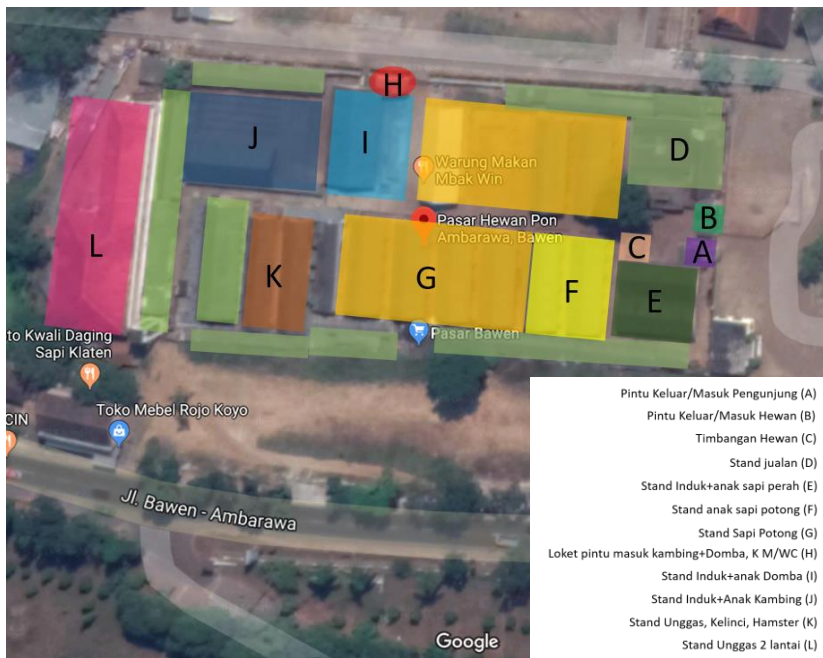 H
J
I
D
Warung Makan
Mbak Win
B
Pasar Hewan Pon
Ambarawa, Bawen
C
A
L
K
G
F
E
to Kwali Daging
Sapi Klaten
Pasar Bawen
Toko Mebel Rojo Koyo
CIN
Jl. Bawen - Ambarawa
Google
Pintu Keluar/Masuk Pengunjung (A)
Pintu Keluar/Masuk Hewan (B)
Timbangan Hewan (C)
Stand jualan (D)
Stand Induk+anak sapi perah (E)
Stand anak sapi potong (F)
Stand Sapi Potong (G)
Loket pintu masuk kambing+Domba, K M/WC (H)
Stand Induk+anak Domba (I)
Stand Induk+Anak Kambing (J)
Stand Unggas, Kelinci, Hamster (K)
Stand Unggas 2 lantai (L)